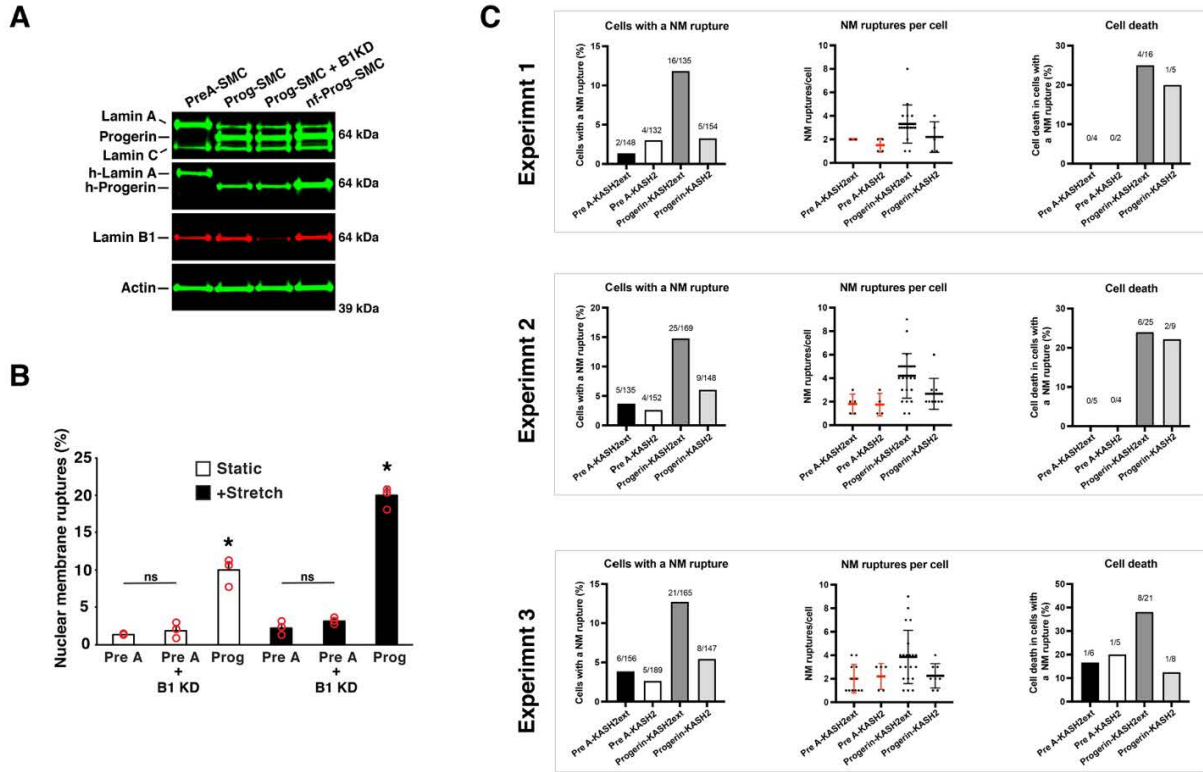 A
PreA-SMC
Prog-SMC
Prog-SMC + B1KD
nf-Prog-SMC
Lamin A
Progerin
Lamin C
64 kDa
h-Lamin A
h-Progerin
64 kDa
Lamin B1
64 kDa
Actin
39 kDa
B
Nuclear membrane ruptures (%)
25
20
15
10
5
0
Static
+Stretch
ns
*
ns
*
Pre A
Pre A + B1 KD
Prog
Pre A
Pre A + B1 KD
Prog
C
Experimnt 1
Cells with a NM rupture
Cells with a NM rupture (%)
15
10
5
0
2/148
4/132
16/135
5/154
Pre A-KASH2ext
Pre A-KASH2
Progerin-KASH2ext
Progerin-KASH2
NM ruptures per cell
NM ruptures/cell
10
8
6
4
2
0
Pre A-KASH2ext
Pre A-KASH2
Progerin-KASH2ext
Progerin-KASH2
Cell death
Cell death in cells with
a NM rupture (%)
30
20
10
0
0/4
0/2
4/16
1/5
Pre A-KASH2ext
Pre A-KASH2
Progerin-KASH2ext
Progerin-KASH2
Experimnt 2
Cells with a NM rupture
Cells with a NM rupture (%)
20
15
10
5
0
5/135
4/152
25/169
9/148
Pre A-KASH2ext
Pre A-KASH2
Progerin-KASH2ext
Progerin-KASH2
NM ruptures per cell
NM ruptures/cell
10
8
6
4
2
0
Pre A-KASH2ext
Pre A-KASH2
Progerin-KASH2ext
Progerin-KASH2
Cell death
Cell death in cells with
a NM rupture (%)
30
20
10
0
0/5
0/4
6/25
2/9
Pre A-KASH2ext
Pre A-KASH2
Progerin-KASH2ext
Progerin-KASH2
Experimnt 3
Cells with a NM rupture
Cells with a NM rupture (%)
15
10
5
0
6/156
5/189
21/165
8/147
Pre A-KASH2ext
Pre A-KASH2
Progerin-KASH2ext
Progerin-KASH2
NM ruptures per cell
NM ruptures/cell
10
8
6
4
2
0
Pre A-KASH2ext
Pre A-KASH2
Progerin-KASH2ext
Progerin-KASH2
Cell death
Cell death in cells with
a NM rupture (%)
50
40
30
20
10
0
1/6
1/5
8/21
1/8
Pre A-KASH2ext
Pre A-KASH2
Progerin-KASH2ext
Progerin-KASH2